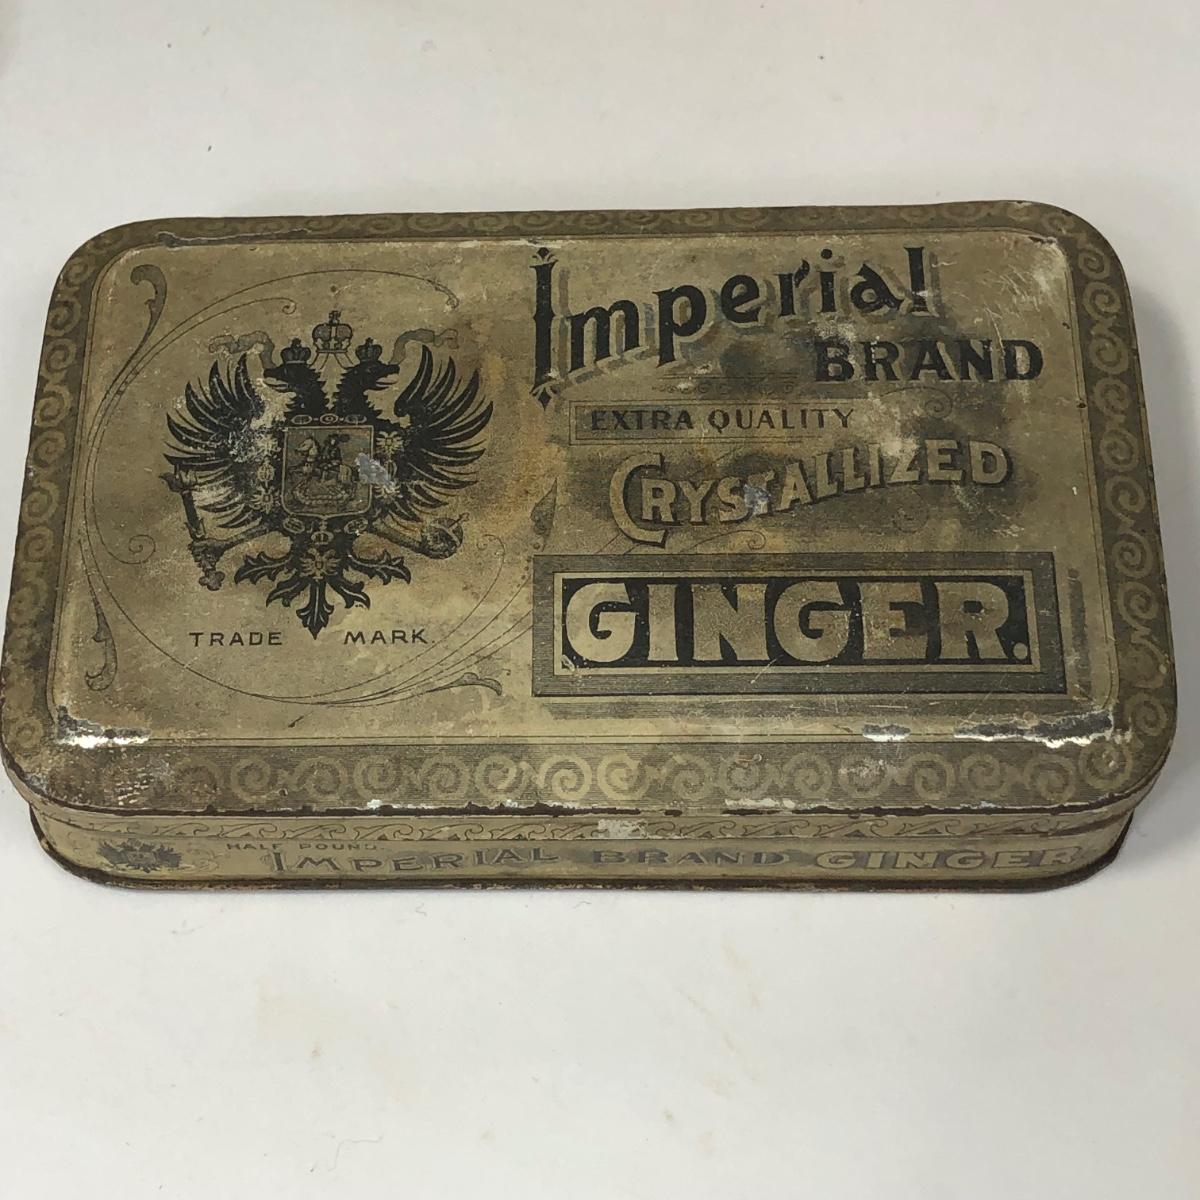 Imperial
BRAND
EXTRA QUALITY
CRYSTALLIZED
GINGER.
TRADE MARK.
HALF POUND.
IMPERIAL BRAND GINGER